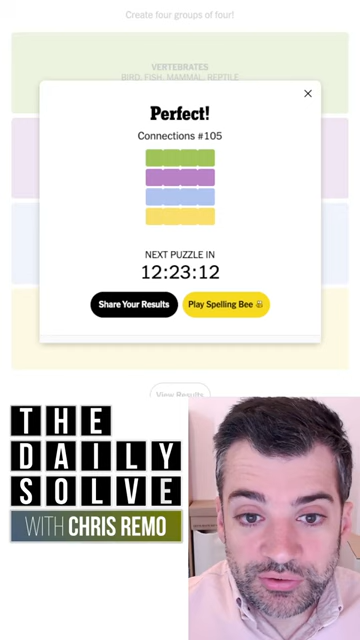 Create four groups of four!
VERTEBRATES
BIRD, FISH, MAMMAL, REPTILE
Perfect!
Connections #105
NEXT PUZZLE IN
12:23:12
Share Your Results
Play Spelling Bee
View Results
THE
DAILY
SOLVE
WITH CHRIS REMO